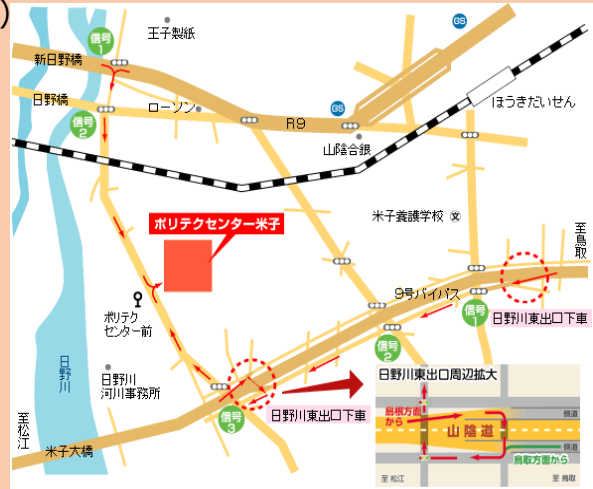 )
信号
1
王子製紙
GS
新日野橋
日野橋
ローソン
GS
ほうきだいせん
信号
2
R9
山陰合銀
ポリテクセンター米子
米子養護学校 文
至鳥取
9号バイパス
ポリテク
センター前
信号
1
日野川東出口下車
信号
2
日野川
日野川
河川事務所
日野川東出口周辺拡大
信号
3
日野川東出口下車
至松江
米子大橋
島根方面
から
側道
山陰道
側道
鳥取方面から
至 松江
至 鳥取